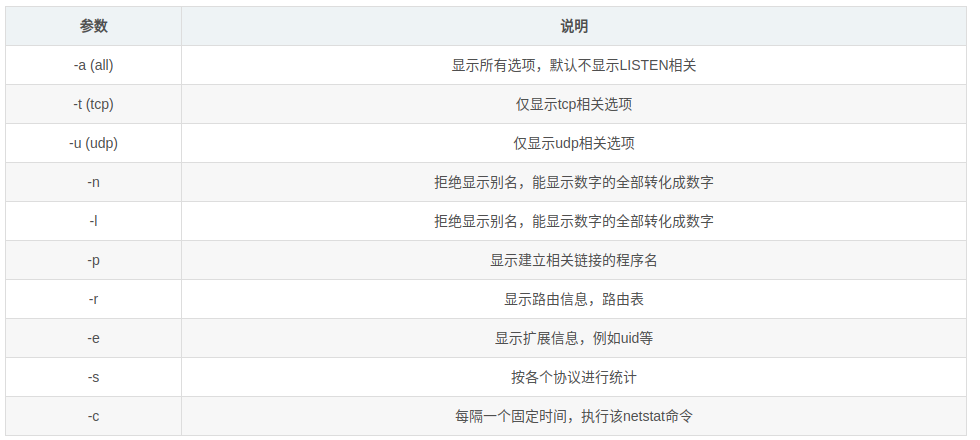 参数 说明
-a (all) 显示所有选项，默认不显示LISTEN相关
-t (tcp) 仅显示tcp相关选项
-u (udp) 仅显示udp相关选项
-n 拒绝显示别名，能显示数字的全部转化成数字
-l 拒绝显示别名，能显示数字的全部转化成数字
-p 显示建立相关链接的程序名
-r 显示路由信息，路由表
-e 显示扩展信息，例如uid等
-s 按各个协议进行统计
-c 每隔一个固定时间，执行该netstat命令